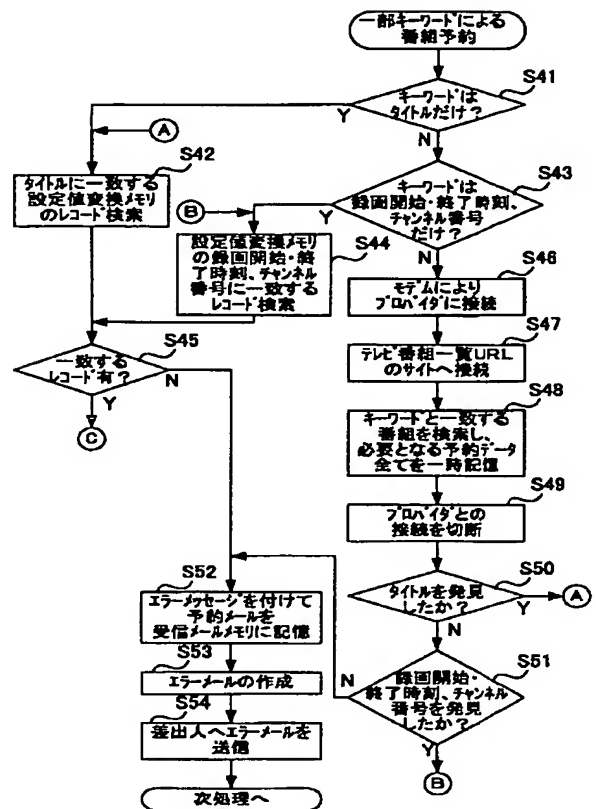 一部キーワードによる
番組予約
S41
キーワードは
タイトルだけ?
Y
N
A
S42
タイトルに一致する
設定値変換メモリ
のレコード検索
S43
キーワードは
録画開始・終了時刻、
チャンネル番号
だけ?
Y
N
B
S44
設定値変換メモリ
の録画開始・終
了時刻、チャンネル
番号に一致する
レコード検索
S45
一致する
レコード有?
N
Y
C
S46
モデムにより
プロバイダに接続
S47
テレビ番組一覧URL
のサイトへ接続
S48
キーワードと一致する
番組を検索し、
必要となる予約データ
全てを一時記憶
S49
プロバイダとの
接続を切断
S50
タイトルを発見
したか?
Y
A
N
S51
録画開始・
終了時刻、チャンネル
番号を発見
したか?
N
Y
B
S52
エラーメッセージを付けて
予約メールを
受信メールメモリに記憶
S53
エラーメールの作成
S54
差出人へエラーメールを
送信
次処理へ